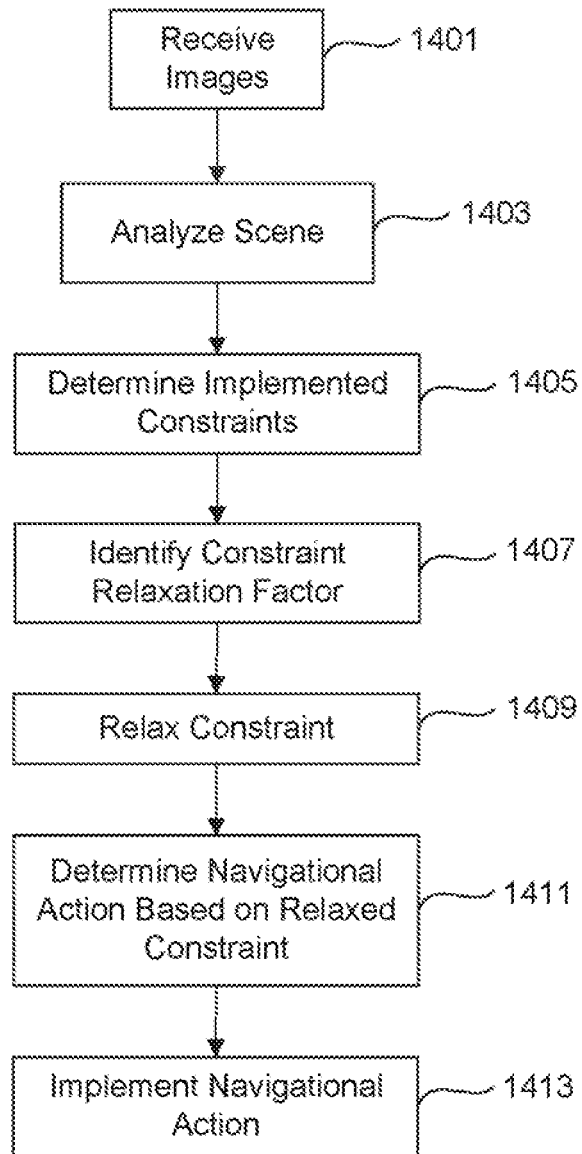 Receive
Images
1401
Analyze Scene
1403
Determine Implemented
Constraints
1405
Identify Constraint
Relaxation Factor
1407
Relax Constraint
1409
Determine Navigational
Action Based on Relaxed
Constraint
1411
Implement Navigational
Action
1413